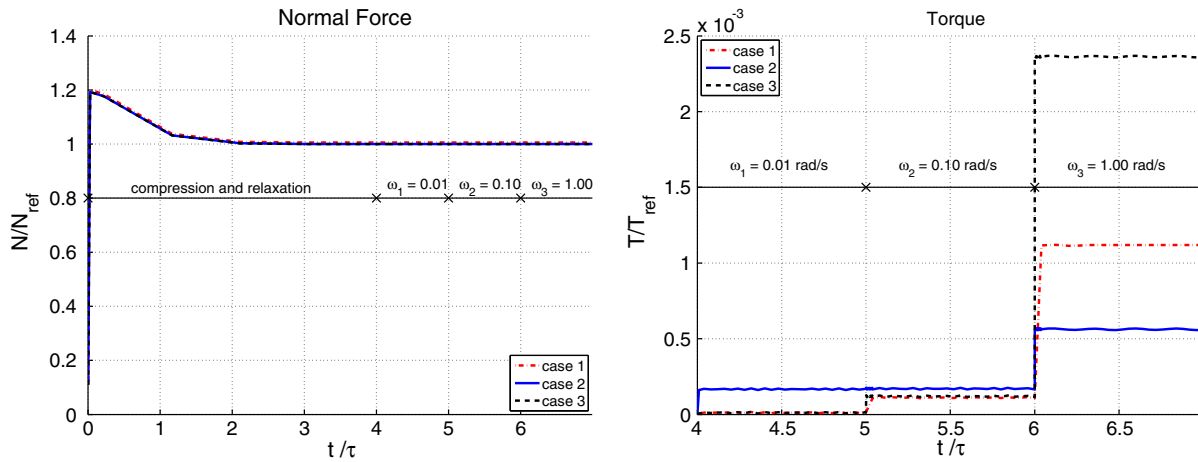 Normal Force
1.4
1.2
1
0.8
0.6
0.4
0.2
0
N/N_ref
compression and relaxation
ω₁ = 0.01
ω₂ = 0.10
ω₃ = 1.00
case 1
case 2
case 3
0 1 2 3 4 5 6
t/τ
Torque
x 10⁻³
2.5
2
1.5
1
0.5
0
T/T_ref
case 1
case 2
case 3
ω₁ = 0.01 rad/s
ω₂ = 0.10 rad/s
ω₃ = 1.00 rad/s
4 4.5 5 5.5 6 6.5
t/τ